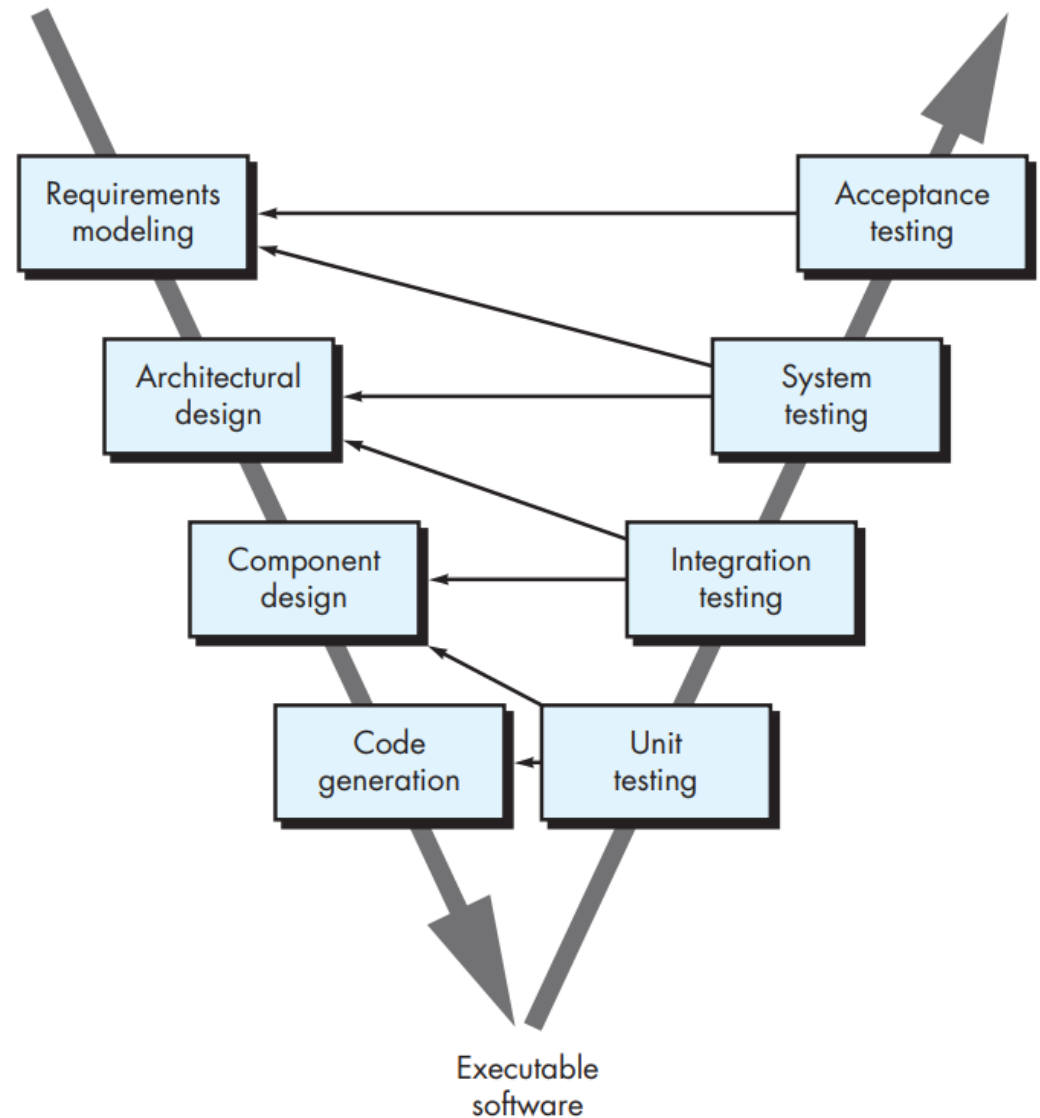 Requirements
modeling
Acceptance
testing
Architectural
design
System
testing
Component
design
Integration
testing
Code
generation
Unit
testing
Executable
software